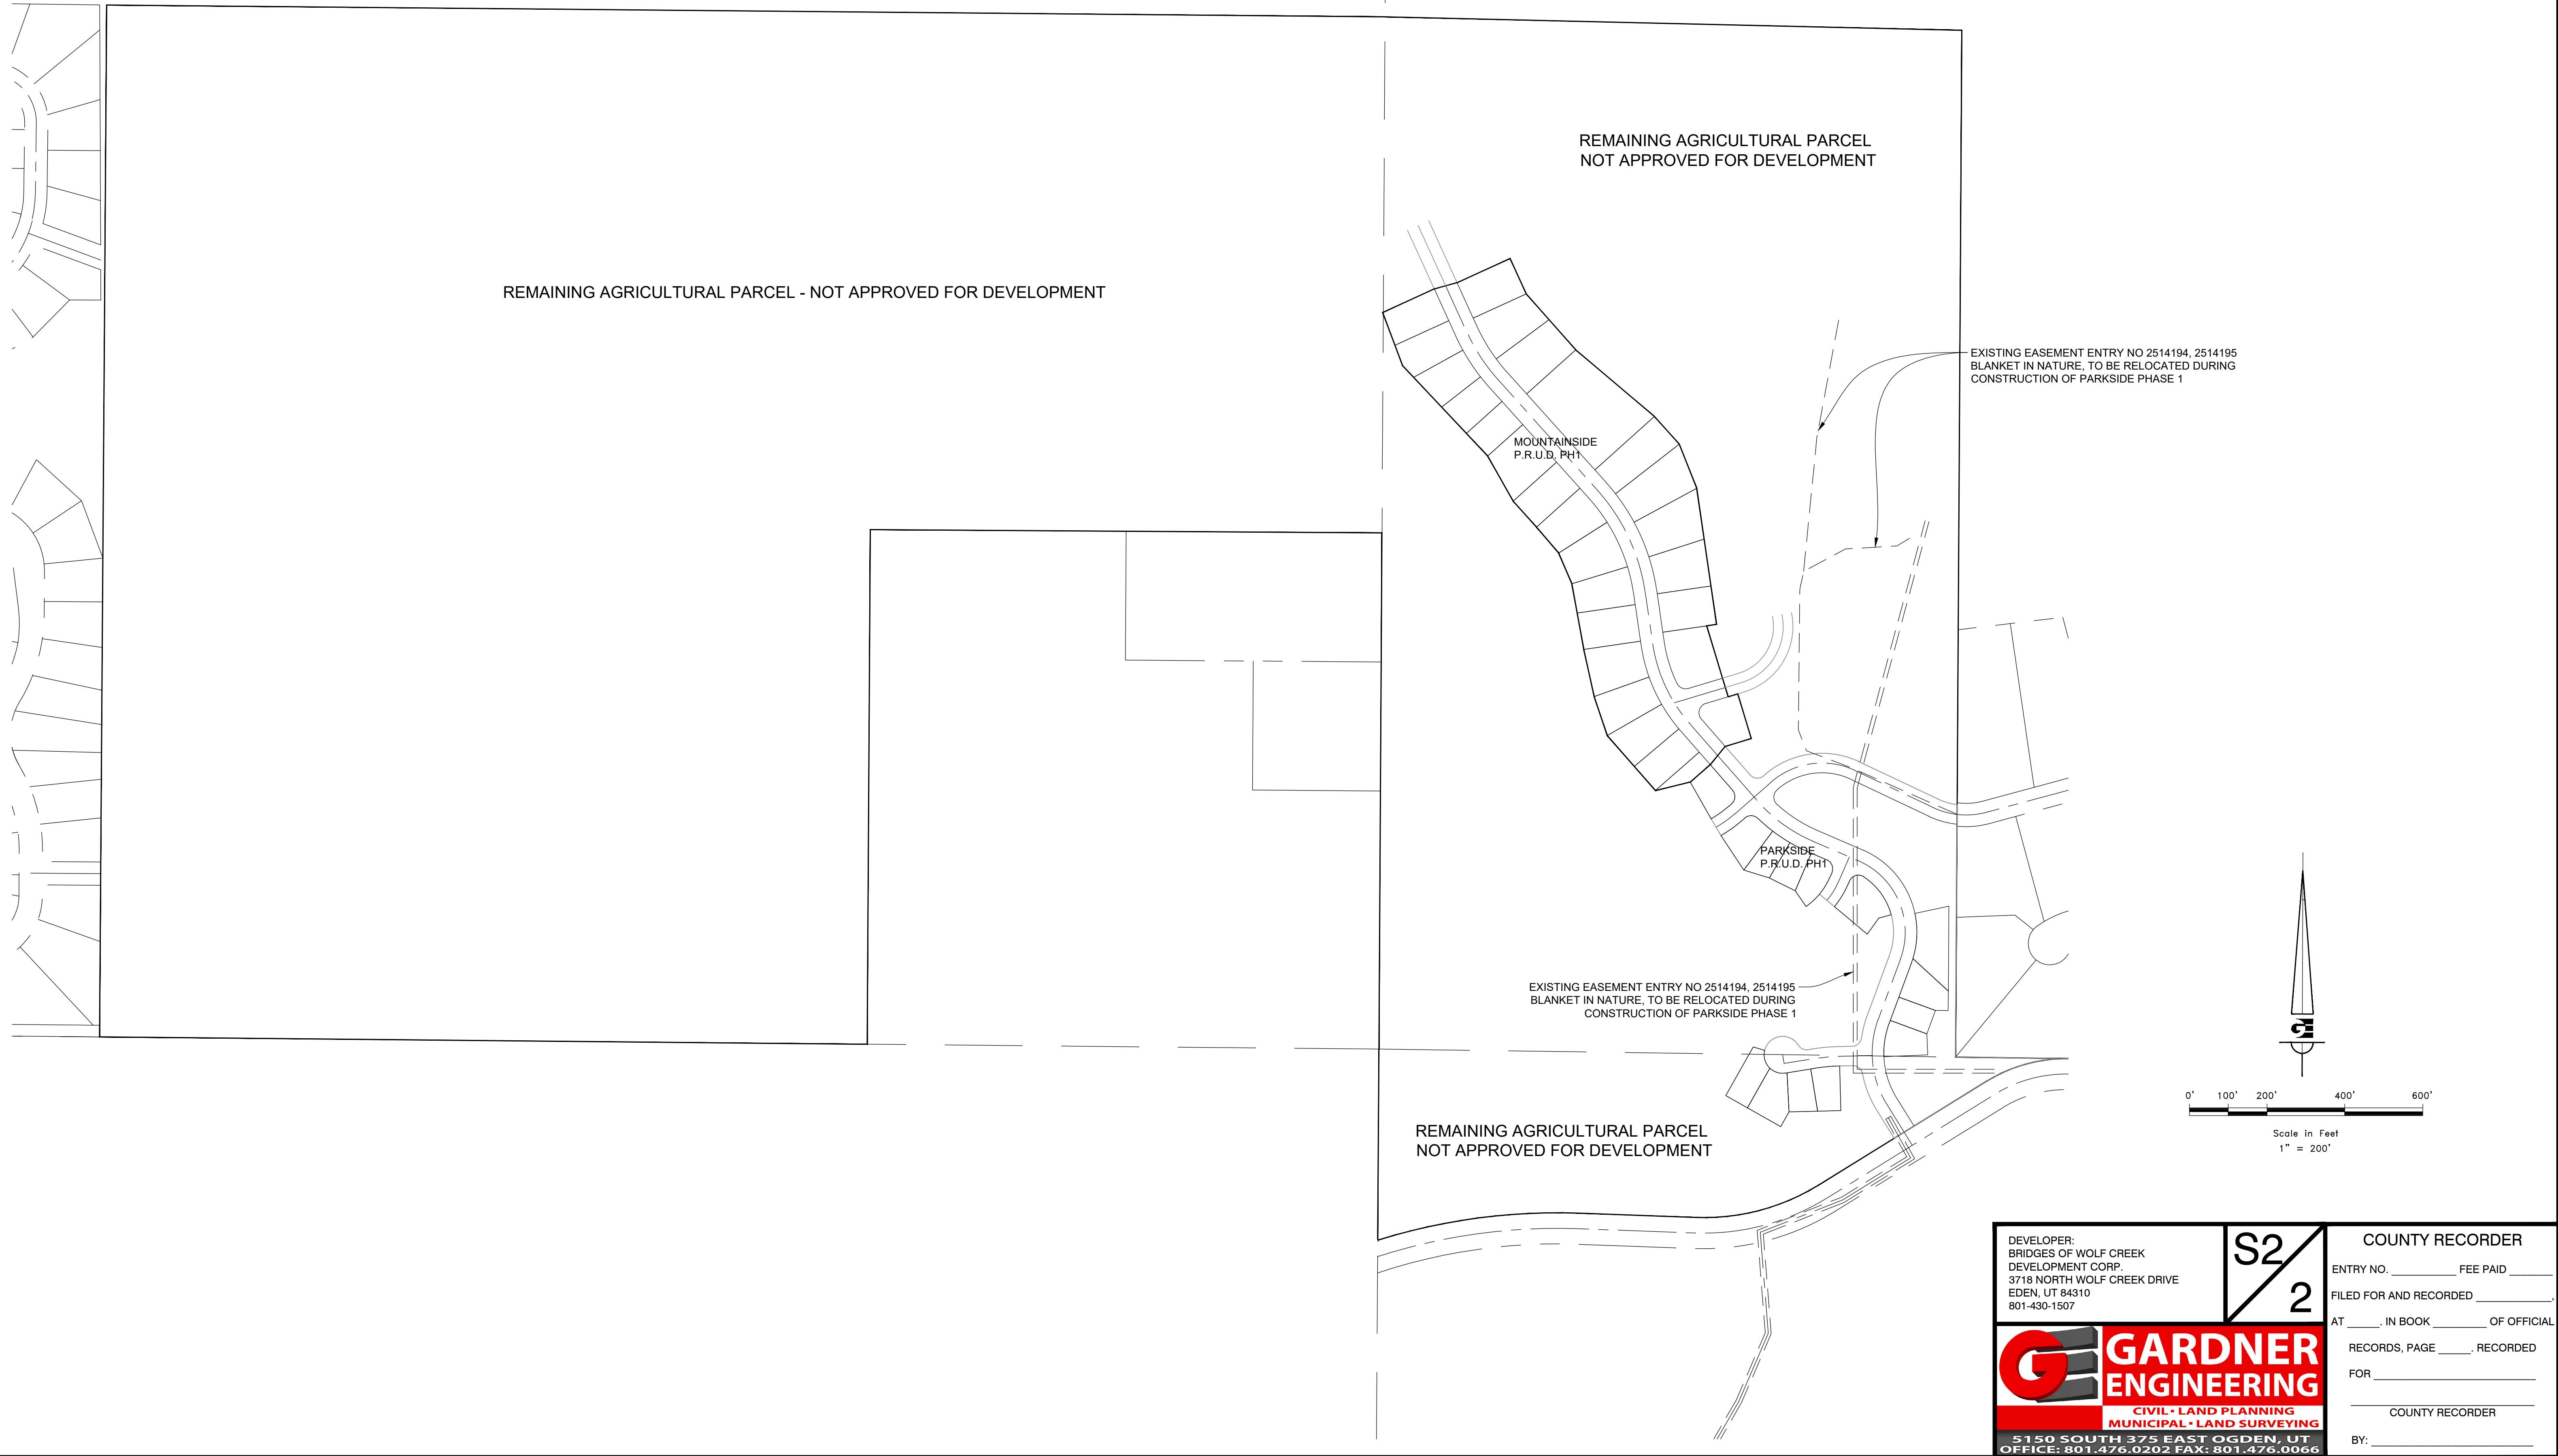 REMAINING AGRICULTURAL PARCEL
NOT APPROVED FOR DEVELOPMENT
REMAINING AGRICULTURAL PARCEL - NOT APPROVED FOR DEVELOPMENT
EXISTING EASEMENT ENTRY NO 2514194, 2514195
BLANKET IN NATURE, TO BE RELOCATED DURING
CONSTRUCTION OF PARKSIDE PHASE 1
MOUNTAINSIDE
P.R.U.D. PH1
PARKSIDE
P.R.U.D. PH1
EXISTING EASEMENT ENTRY NO 2514194, 2514195
BLANKET IN NATURE, TO BE RELOCATED DURING
CONSTRUCTION OF PARKSIDE PHASE 1
REMAINING AGRICULTURAL PARCEL
NOT APPROVED FOR DEVELOPMENT
GE
0' 100' 200' 400' 600'
Scale in Feet
1" = 200'
DEVELOPER:
BRIDGES OF WOLF CREEK
DEVELOPMENT CORP.
3718 NORTH WOLF CREEK DRIVE
EDEN, UT 84310
801-430-1507
S2
2
GE
GARDNER
ENGINEERING
CIVIL • LAND PLANNING
MUNICIPAL • LAND SURVEYING
5150 SOUTH 375 EAST OGDEN, UT
OFFICE: 801.476.0202 FAX: 801.476.0066
COUNTY RECORDER
ENTRY NO. ____________ FEE PAID ________
FILED FOR AND RECORDED ______________,
AT ______. IN BOOK __________ OF OFFICIAL
RECORDS, PAGE ______. RECORDED
FOR ______________________________
COUNTY RECORDER
BY: ______________________________